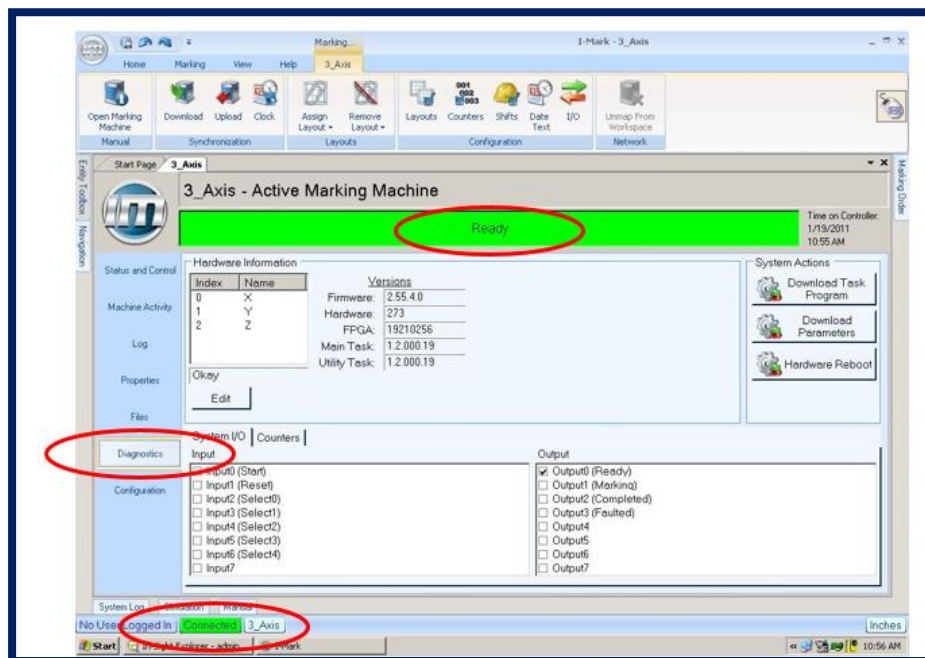 Marking...
I-Mark - 3_Axis
Home Marking View Help 3_Axis
001
002
003
Open Marking Machine
Download Upload Clock
Assign Layout
Remove Layout
Layouts Counters Shifts Date Text I/O
Unmap From Workspace
Manual Synchronization Layouts Configuration Network
Entity Toolbox
Navigation
Marking Order
Start Page 3_Axis
3_Axis - Active Marking Machine
Ready
Time on Controller:
1/19/2011
10:55 AM
Status and Control
Machine Activity
Log
Properties
Files
Diagnostics
Configuration
Hardware Information
Index Name
0 X
1 Y
2 Z
Okay
Edit
Versions
Firmware: 2.55.4.0
Hardware: 273
FPGA: 19210256
Main Task: 1.2.000.19
Utility Task: 1.2.000.19
System Actions
Download Task Program
Download Parameters
Hardware Reboot
System I/O Counters
Input
Input0 (Start)
Input1 (Reset)
Input2 (Select0)
Input3 (Select1)
Input4 (Select2)
Input5 (Select3)
Input6 (Select4)
Input7
Output
Output0 (Ready)
Output1 (Marking)
Output2 (Completed)
Output3 (Faulted)
Output4
Output5
Output6
Output7
System Log Simulation Manual
No User Logged In Connected 3_Axis Inches
Start In-Sight Explorer - admin... I-Mark 10:56 AM